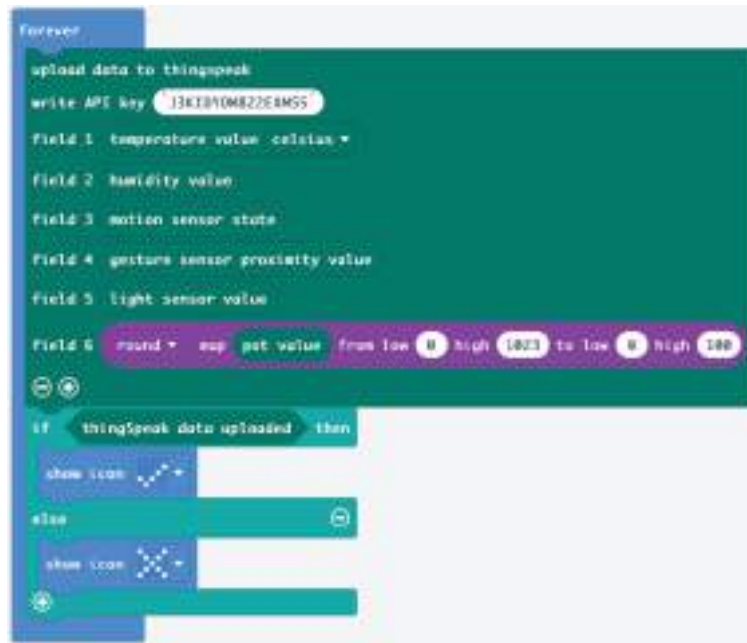 forever
upload data to thingspeak
write API key
field 1 temperature value celsius
field 2 humidity value
field 3 motion sensor state
field 4 gesture sensor proximity value
field 5 light sensor value
field 6 round map pot value from low 0 high 1023 to low 0 high 100
if thingSpeak data uploaded then
show icon
else
show icon